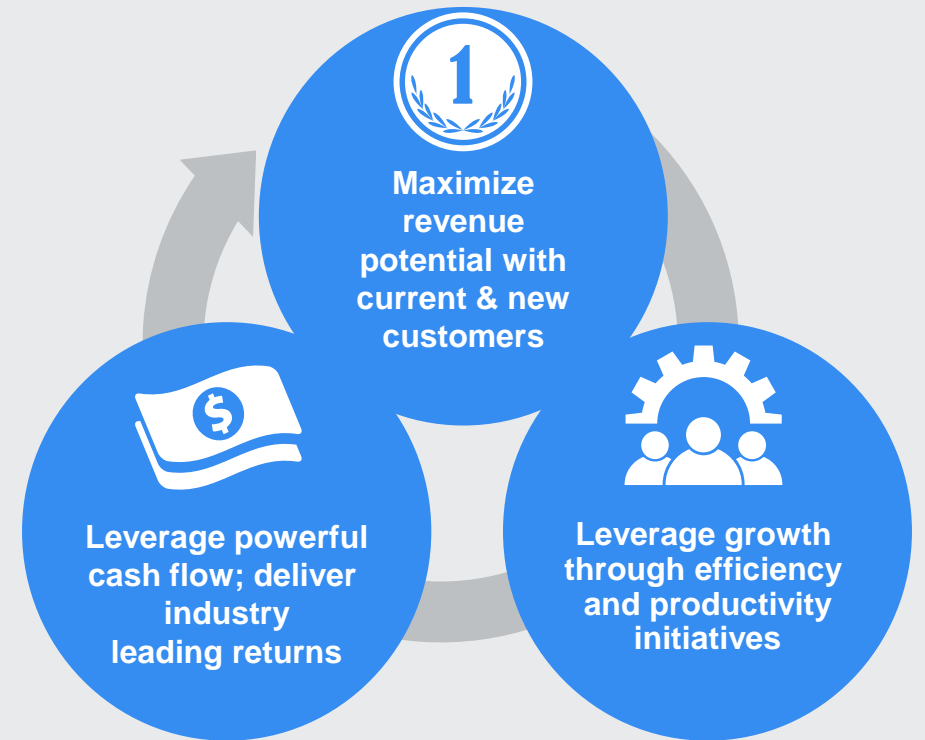 1
Maximize
revenue
potential with
current & new
customers
$
Leverage powerful
cash flow; deliver
industry
leading returns
Leverage growth
through efficiency
and productivity
initiatives